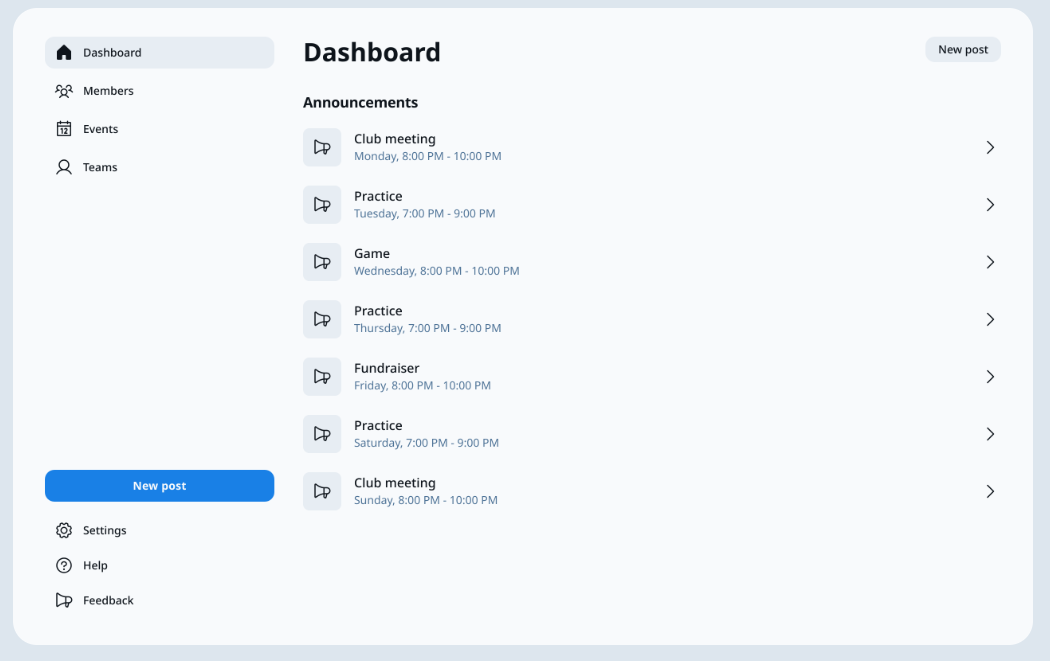 Dashboard
Members
Events
12
Teams
New post
Settings
Help
Feedback
Dashboard
New post
Announcements
Club meeting
Monday, 8:00 PM - 10:00 PM
Practice
Tuesday, 7:00 PM - 9:00 PM
Game
Wednesday, 8:00 PM - 10:00 PM
Practice
Thursday, 7:00 PM - 9:00 PM
Fundraiser
Friday, 8:00 PM - 10:00 PM
Practice
Saturday, 7:00 PM - 9:00 PM
Club meeting
Sunday, 8:00 PM - 10:00 PM